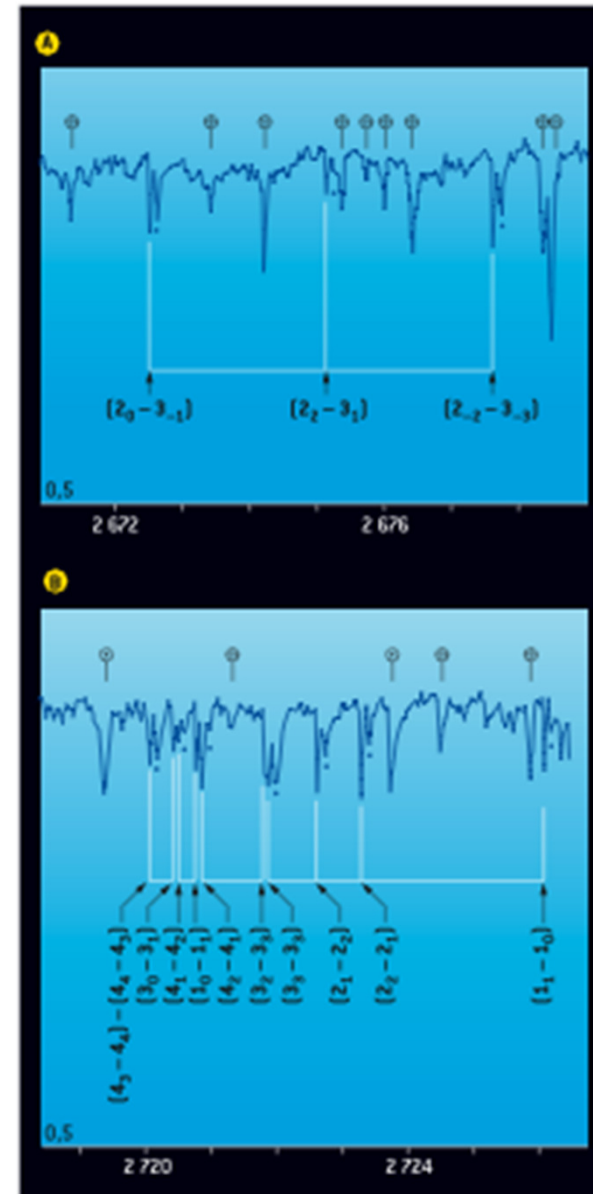 A
[2₀ – 3₋₁] [2₂ – 3₁] [2₋₂ – 3₋₃]
0,5
2 672 2 676
B
[4₃ – 4₄] – [4₄ – 4₃]
[3₀ – 3₁]
[4₁ – 4₂]
[1₀ – 1₁]
[4₂ – 4₁]
[3₂ – 3₃]
[3₃ – 3₃]
[2₁ – 2₂]
[2₂ – 2₁]
[1₁ – 1₀]
0,5
2 720 2 724